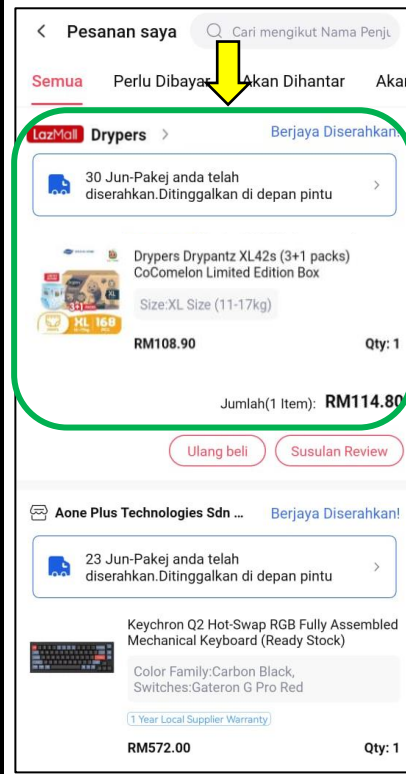 Pesanan saya
Cari mengikut Nama Penju
Semua Perlu Dibayar Akan Dihantar Akan
LazMall Drypers > Berjaya Diserahkan!
30 Jun-Pakej anda telah
diserahkan.Ditinggalkan di depan pintu
Drypers Drypantz XL42s (3+1 packs)
CoComelon Limited Edition Box
Size:XL Size (11-17kg)
3+1
XL 168
RM108.90 Qty: 1
Jumlah(1 Item): RM114.80
Ulang beli Susulan Review
Aone Plus Technologies Sdn ... Berjaya Diserahkan!
23 Jun-Pakej anda telah
diserahkan.Ditinggalkan di depan pintu
Keychron Q2 Hot-Swap RGB Fully Assembled
Mechanical Keyboard (Ready Stock)
Color Family:Carbon Black,
Switches:Gateron G Pro Red
1 Year Local Supplier Warranty
RM572.00 Qty: 1